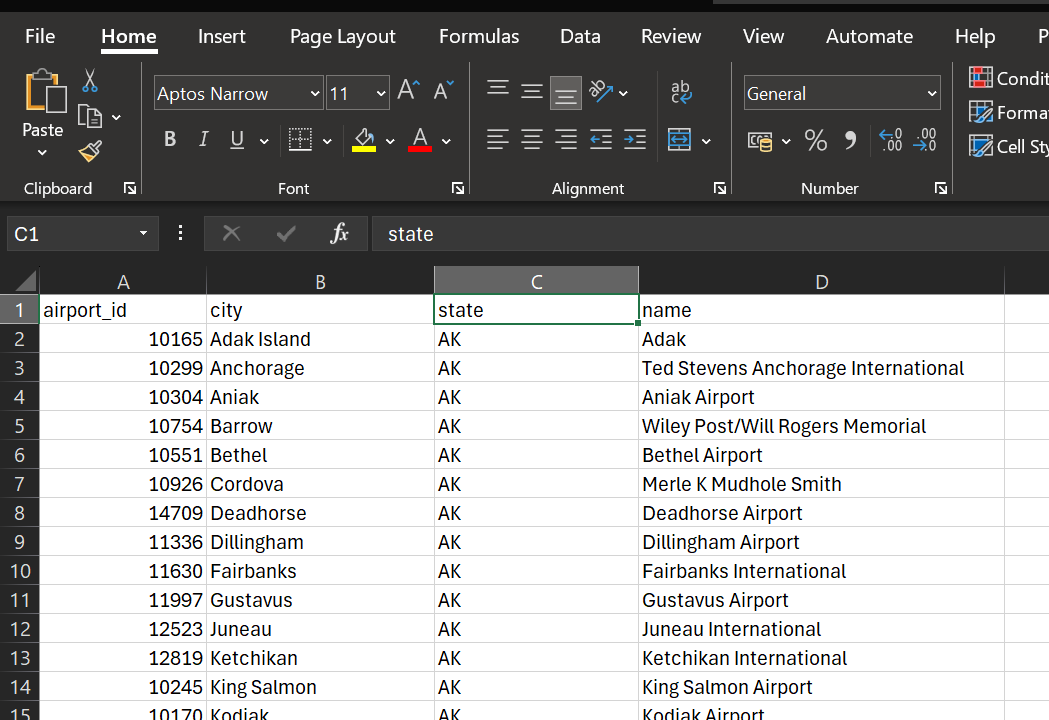 File Home Insert Page Layout Formulas Data Review View Automate Help P
Aptos Narrow 11 A A ab General Condit
Paste Forma
B I U A % 9 .00 .00 Cell Sty
Clipboard Font Alignment Number
C1 fx state
A B C D
1 airport_id city state name
2 10165 Adak Island AK Adak
3 10299 Anchorage AK Ted Stevens Anchorage International
4 10304 Aniak AK Aniak Airport
5 10754 Barrow AK Wiley Post/Will Rogers Memorial
6 10551 Bethel AK Bethel Airport
7 10926 Cordova AK Merle K Mudhole Smith
8 14709 Deadhorse AK Deadhorse Airport
9 11336 Dillingham AK Dillingham Airport
10 11630 Fairbanks AK Fairbanks International
11 11997 Gustavus AK Gustavus Airport
12 12523 Juneau AK Juneau International
13 12819 Ketchikan AK Ketchikan International
14 10245 King Salmon AK King Salmon Airport
15 10170 Kodiak AK Kodiak Airport